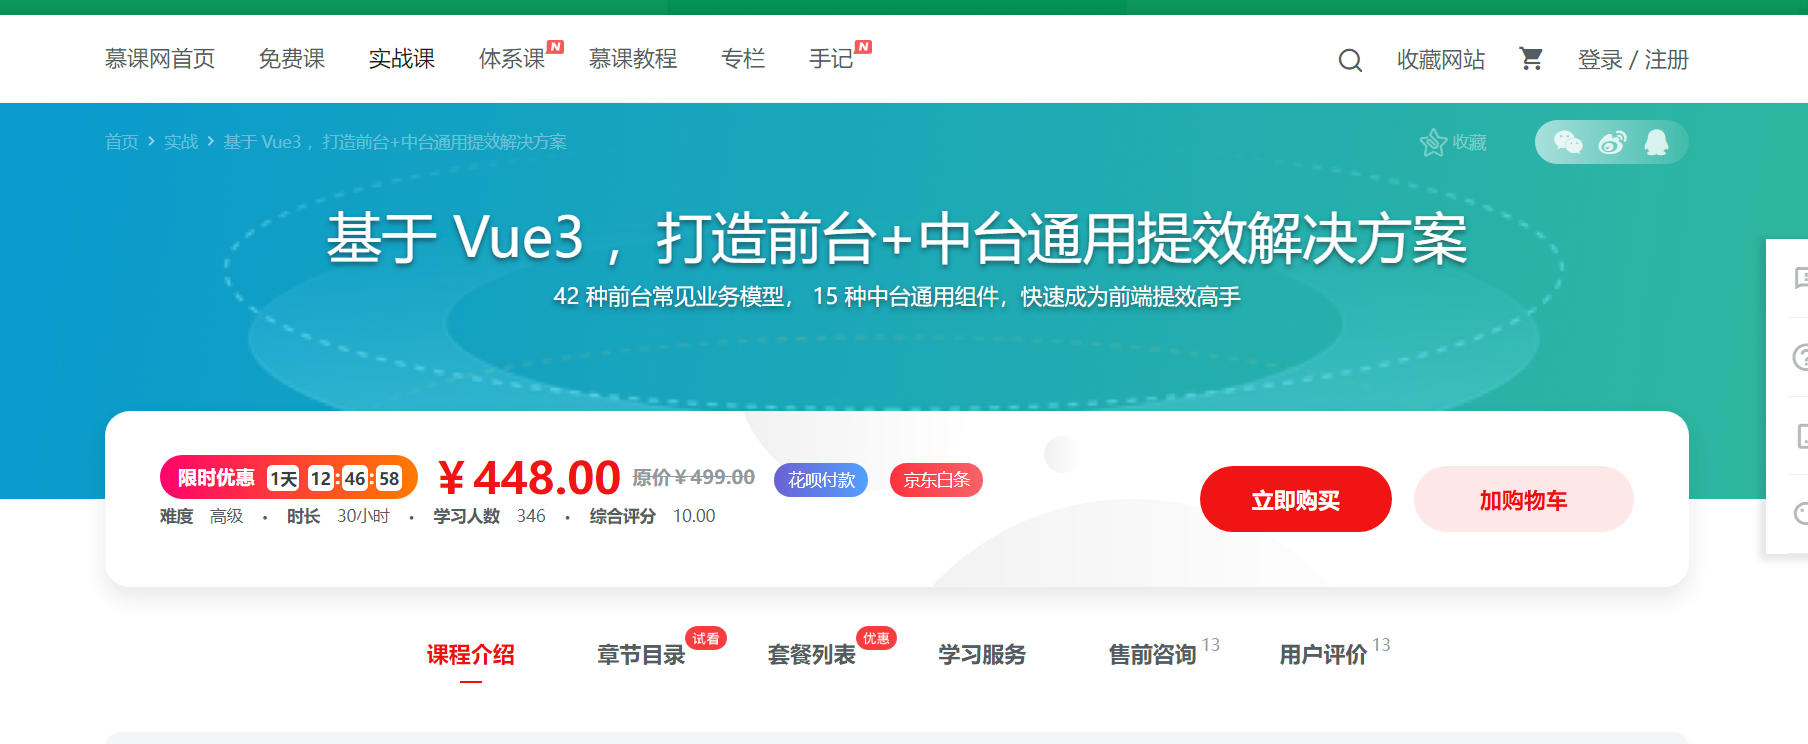 慕课网首页 免费课 实战课 体系课 N 慕课教程 专栏 手记 N 收藏网站 登录 / 注册
首页 > 实战 > 基于 Vue3 ，打造前台+中台通用提效解决方案 收藏
基于 Vue3 ，打造前台+中台通用提效解决方案
42 种前台常见业务模型， 15 种中台通用组件，快速成为前端提效高手
限时优惠 1天 12:46:58 ￥448.00 原价￥499.00 花呗付款 京东白条
难度 高级 · 时长 30小时 · 学习人数 346 · 综合评分 10.00
立即购买 加购物车
课程介绍 章节目录 试看 套餐列表 优惠 学习服务 售前咨询 13 用户评价 13